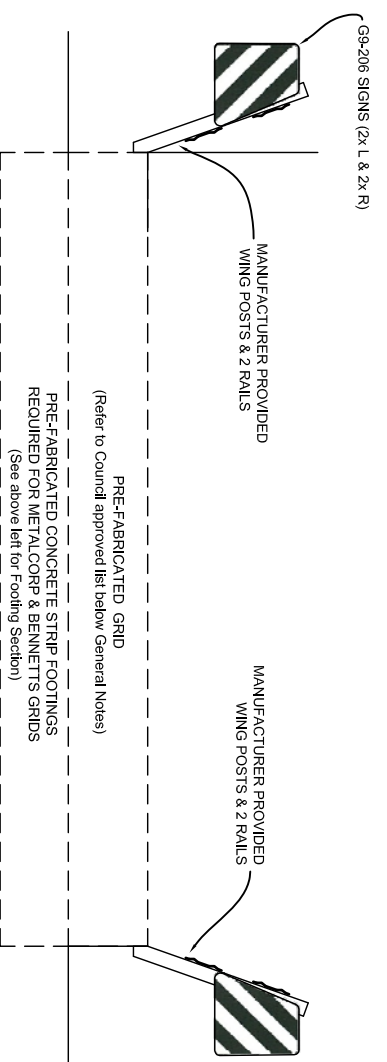 G9-206 SIGNS (2x L & 2x R)
MANUFACTURER PROVIDED
WING POSTS & 2 RAILS
MANUFACTURER PROVIDED
WING POSTS & 2 RAILS
PRE-FABRICATED GRID
(Refer to Council approved list below General Notes)
PRE-FABRICATED CONCRETE STRIP FOOTINGS
REQUIRED FOR METALCORP & BENNETTS GRIDS
(See above left for Footing Section)